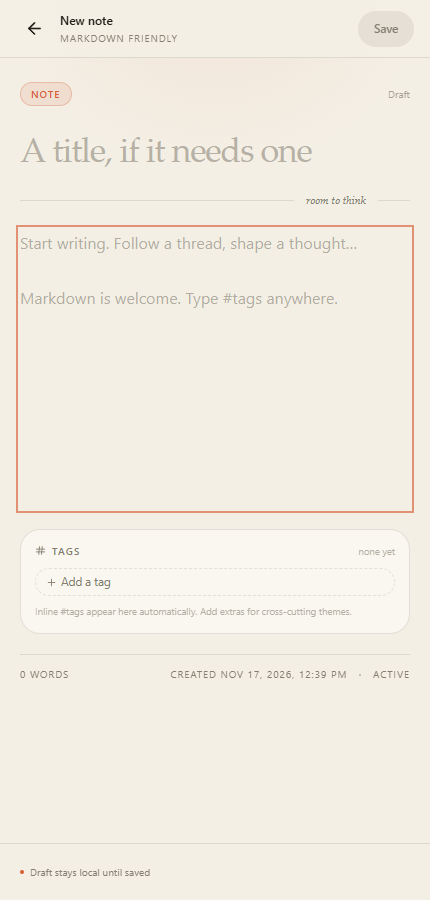 New note
MARKDOWN FRIENDLY
Save
NOTE
Draft
A title, if it needs one
room to think
Start writing. Follow a thread, shape a thought...
Markdown is welcome. Type #tags anywhere.
# TAGS
none yet
+ Add a tag
Inline #tags appear here automatically. Add extras for cross-cutting themes.
0 WORDS
CREATED NOV 17, 2026, 12:39 PM · ACTIVE
Draft stays local until saved